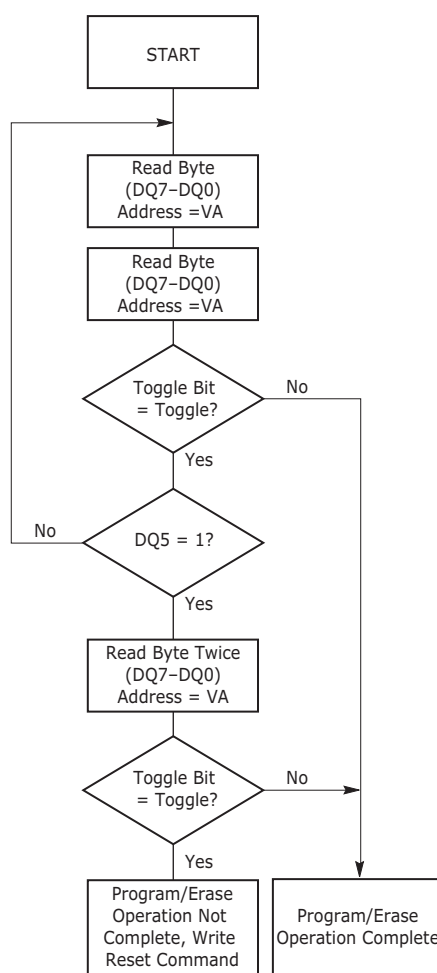 START
Read Byte
(DQ7–DQ0)
Address =VA
Read Byte
(DQ7–DQ0)
Address =VA
Toggle Bit
= Toggle?
No
Yes
No
DQ5 = 1?
Yes
Read Byte Twice
(DQ7–DQ0)
Address = VA
Toggle Bit
= Toggle?
No
Yes
Program/Erase
Operation Not
Complete, Write
Reset Command
Program/Erase
Operation Complete